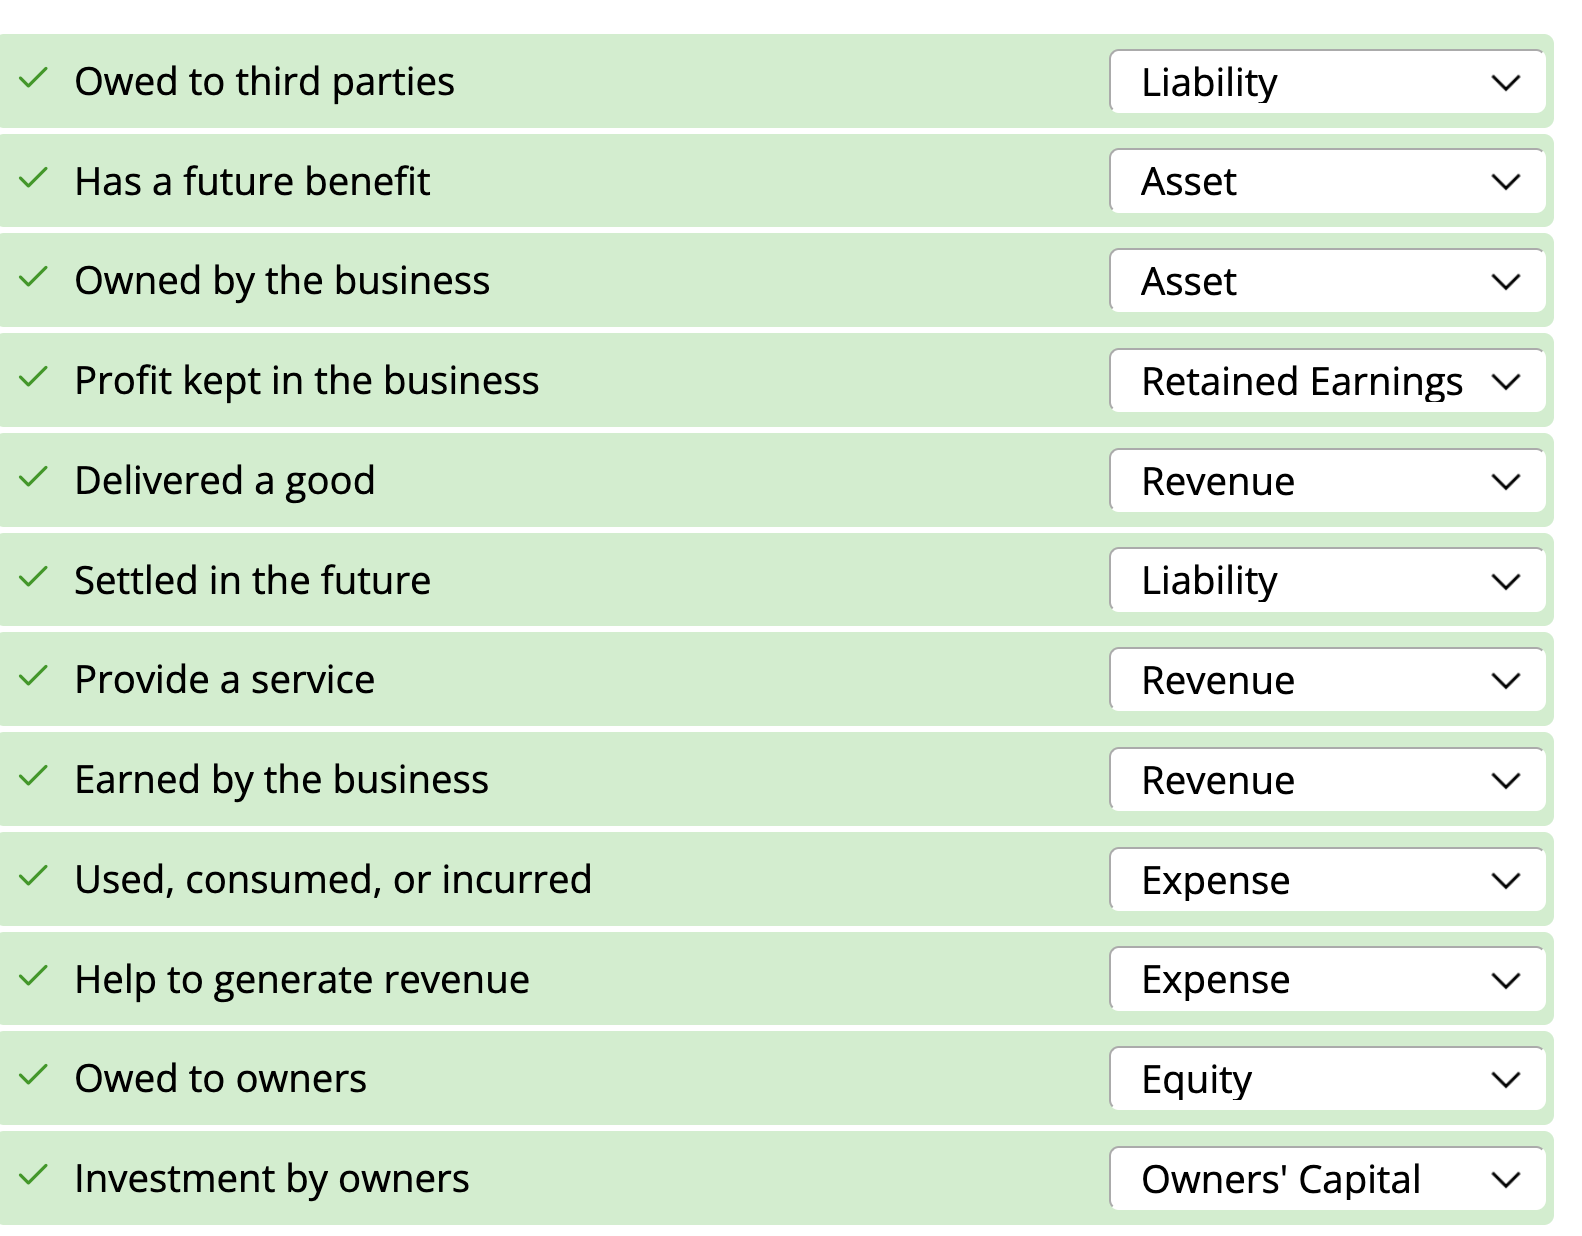 Owed to third parties Liability
Has a future benefit Asset
Owned by the business Asset
Profit kept in the business Retained Earnings
Delivered a good Revenue
Settled in the future Liability
Provide a service Revenue
Earned by the business Revenue
Used, consumed, or incurred Expense
Help to generate revenue Expense
Owed to owners Equity
Investment by owners Owners' Capital